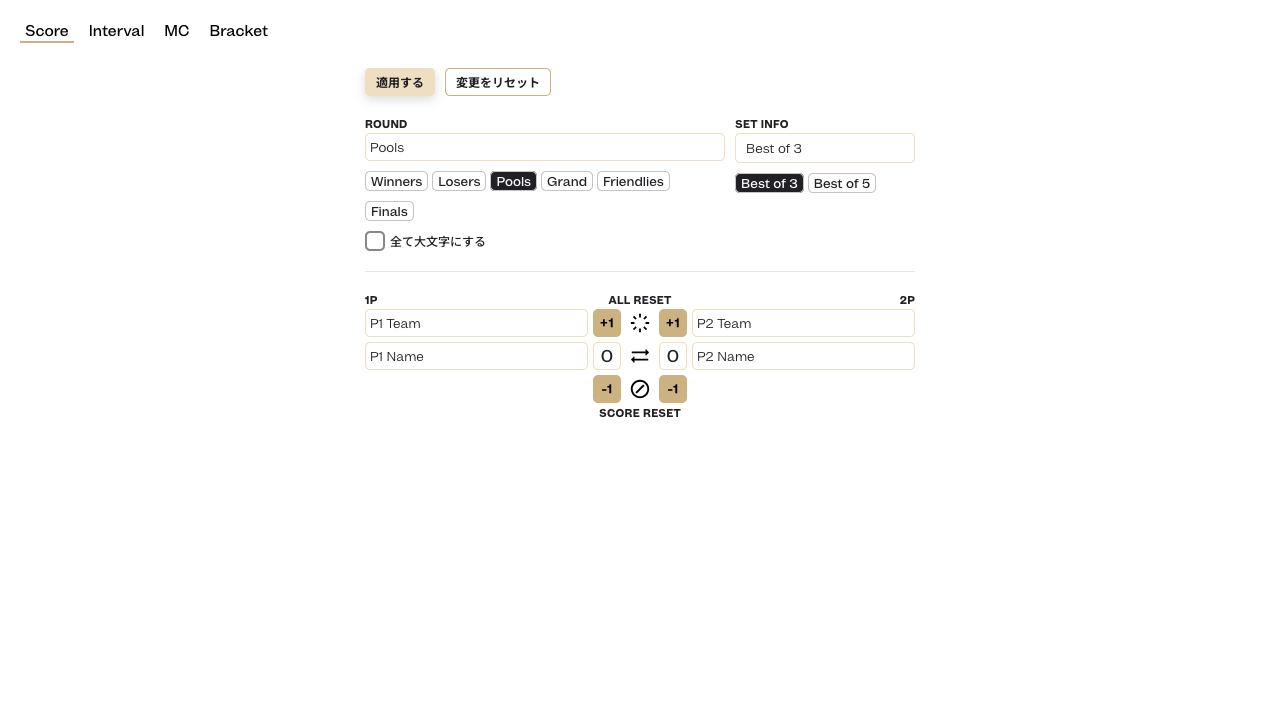 Score Interval MC Bracket
適用する 変更をリセット
ROUND SET INFO
Pools Best of 3
Winners Losers Pools Grand Friendlies Best of 3 Best of 5
Finals
全て大文字にする
1P ALL RESET 2P
P1 Team +1 +1 P2 Team
P1 Name 0 0 P2 Name
-1 -1
SCORE RESET